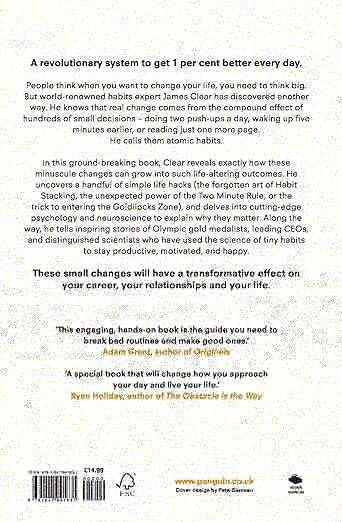 A revolutionary system to get 1 per cent better every day.
People think when you want to change your life, you need to think big.
But world-renowned habits expert James Clear has discovered another
way. He knows that real change comes from the compound effect of
hundreds of small decisions – doing two push-ups a day, waking up five
minutes earlier, or reading just one more page.
He calls them atomic habits.
In this ground-breaking book, Clear reveals exactly how these
minuscule changes can grow into such life-altering outcomes. He
uncovers a handful of simple life hacks (the forgotten art of Habit
Stacking, the unexpected power of the Two Minute Rule, or the
trick to entering the Goldilocks Zone), and delves into cutting-edge
psychology and neuroscience to explain why they matter. Along the
way, he tells inspiring stories of Olympic gold medalists, leading CEOs,
and distinguished scientists who have used the science of tiny habits
to stay productive, motivated, and happy.
These small changes will have a transformative effect on
your career, your relationships and your life.
'This engaging, hands-on book is the guide you need to
break bad routines and make good ones.'
Adam Grant, author of Originals
'A special book that will change how you approach
your day and live your life.'
Ryan Holiday, author of The Obstacle is the Way
£14.99
FSC
www.penguin.co.uk
Cover design by Pete Garceau